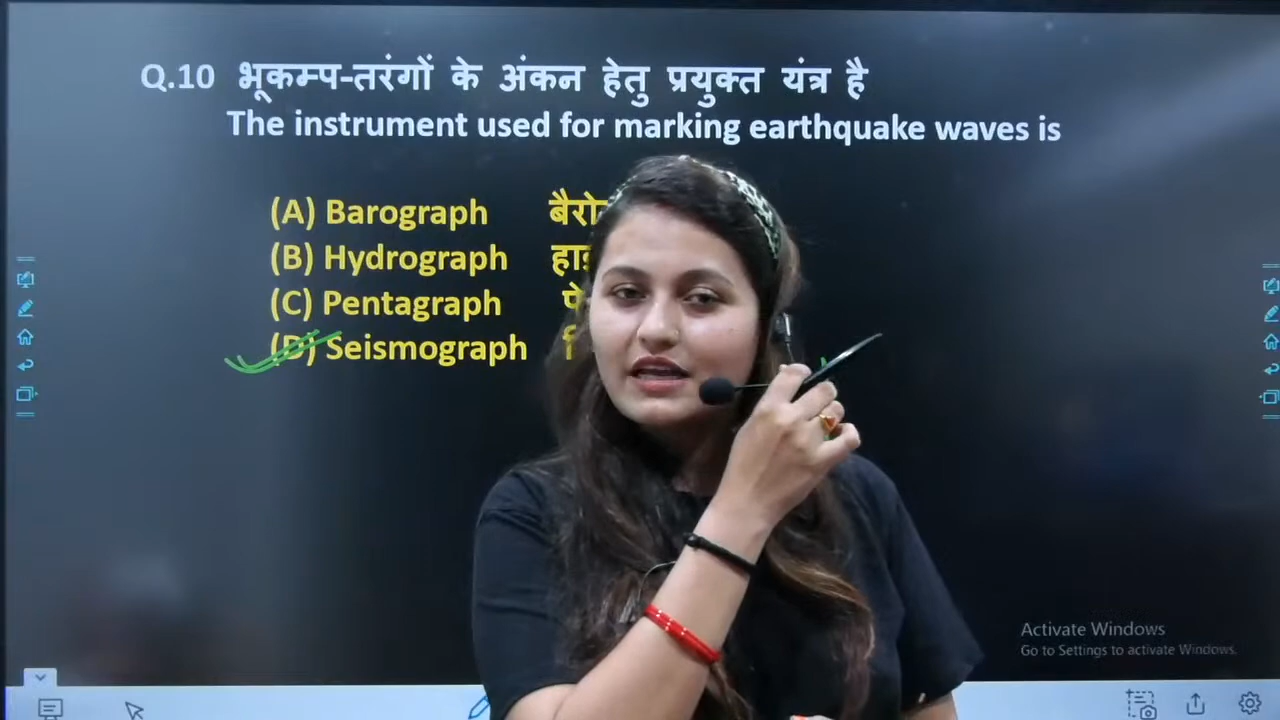 Q.10 भूकम्प-तरंगों के अंकन हेतु प्रयुक्त यंत्र है
The instrument used for marking earthquake waves is
(A) Barograph
(B) Hydrograph
(C) Pentagraph
(D) Seismograph
Activate Windows
Go to Settings to activate Windows.